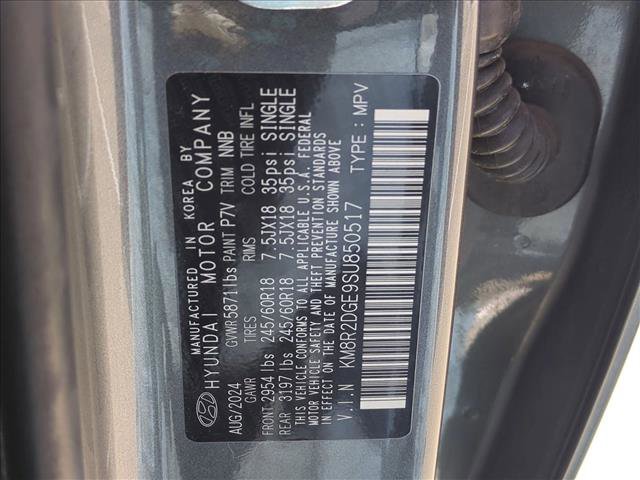 MANUFACTURED IN KOREA BY
HYUNDAI MOTOR COMPANY
AUG/2024 GVWR 5871 lbs PAINT P7V TRIM NNB
GAWR TIRES RIMS COLD TIRE INFL
FRONT 2954 lbs 245/60R18 7.5JX18 35psi SINGLE
REAR 3197 lbs 245/60R18 7.5JX18 35psi SINGLE
THIS VEHICLE CONFORMS TO ALL APPLICABLE U.S.A. FEDERAL
MOTOR VEHICLE SAFETY AND THEFT PREVENTION STANDARDS
IN EFFECT ON THE DATE OF MANUFACTURE SHOWN ABOVE
V.I.N KM8R2DGE9SU850517 TYPE : MPV